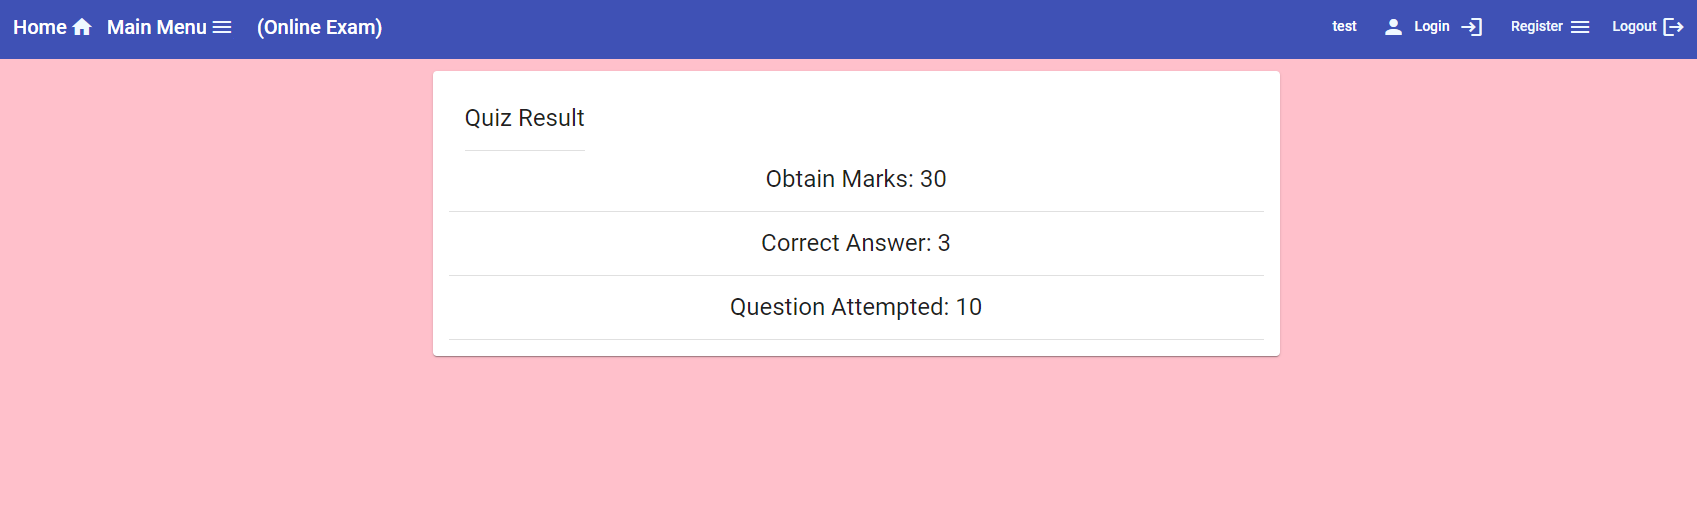 Home Main Menu (Online Exam) test Login Register Logout
Quiz Result
Obtain Marks: 30
Correct Answer: 3
Question Attempted: 10